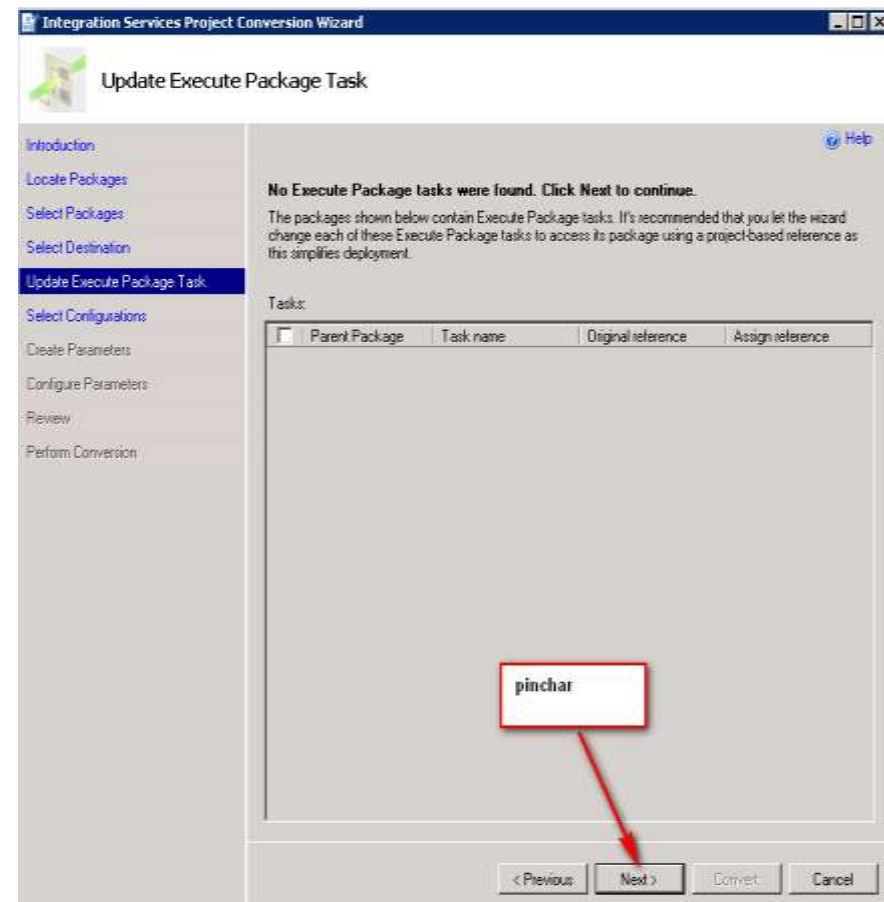 Integration Services Project Conversion Wizard
Update Execute Package Task
Help
Introduction
Locate Packages
Select Packages
Select Destination
Update Execute Package Task
Select Configurations
Create Parameters
Configure Parameters
Review
Perform Conversion
No Execute Package tasks were found. Click Next to continue.
The packages shown below contain Execute Package tasks. It's recommended that you let the wizard
change each of these Execute Package tasks to access its package using a project-based reference as
this simplifies deployment.
Tasks:
Parent Package Task name Original reference Assign reference
pinchar
< Previous Next > Convert Cancel